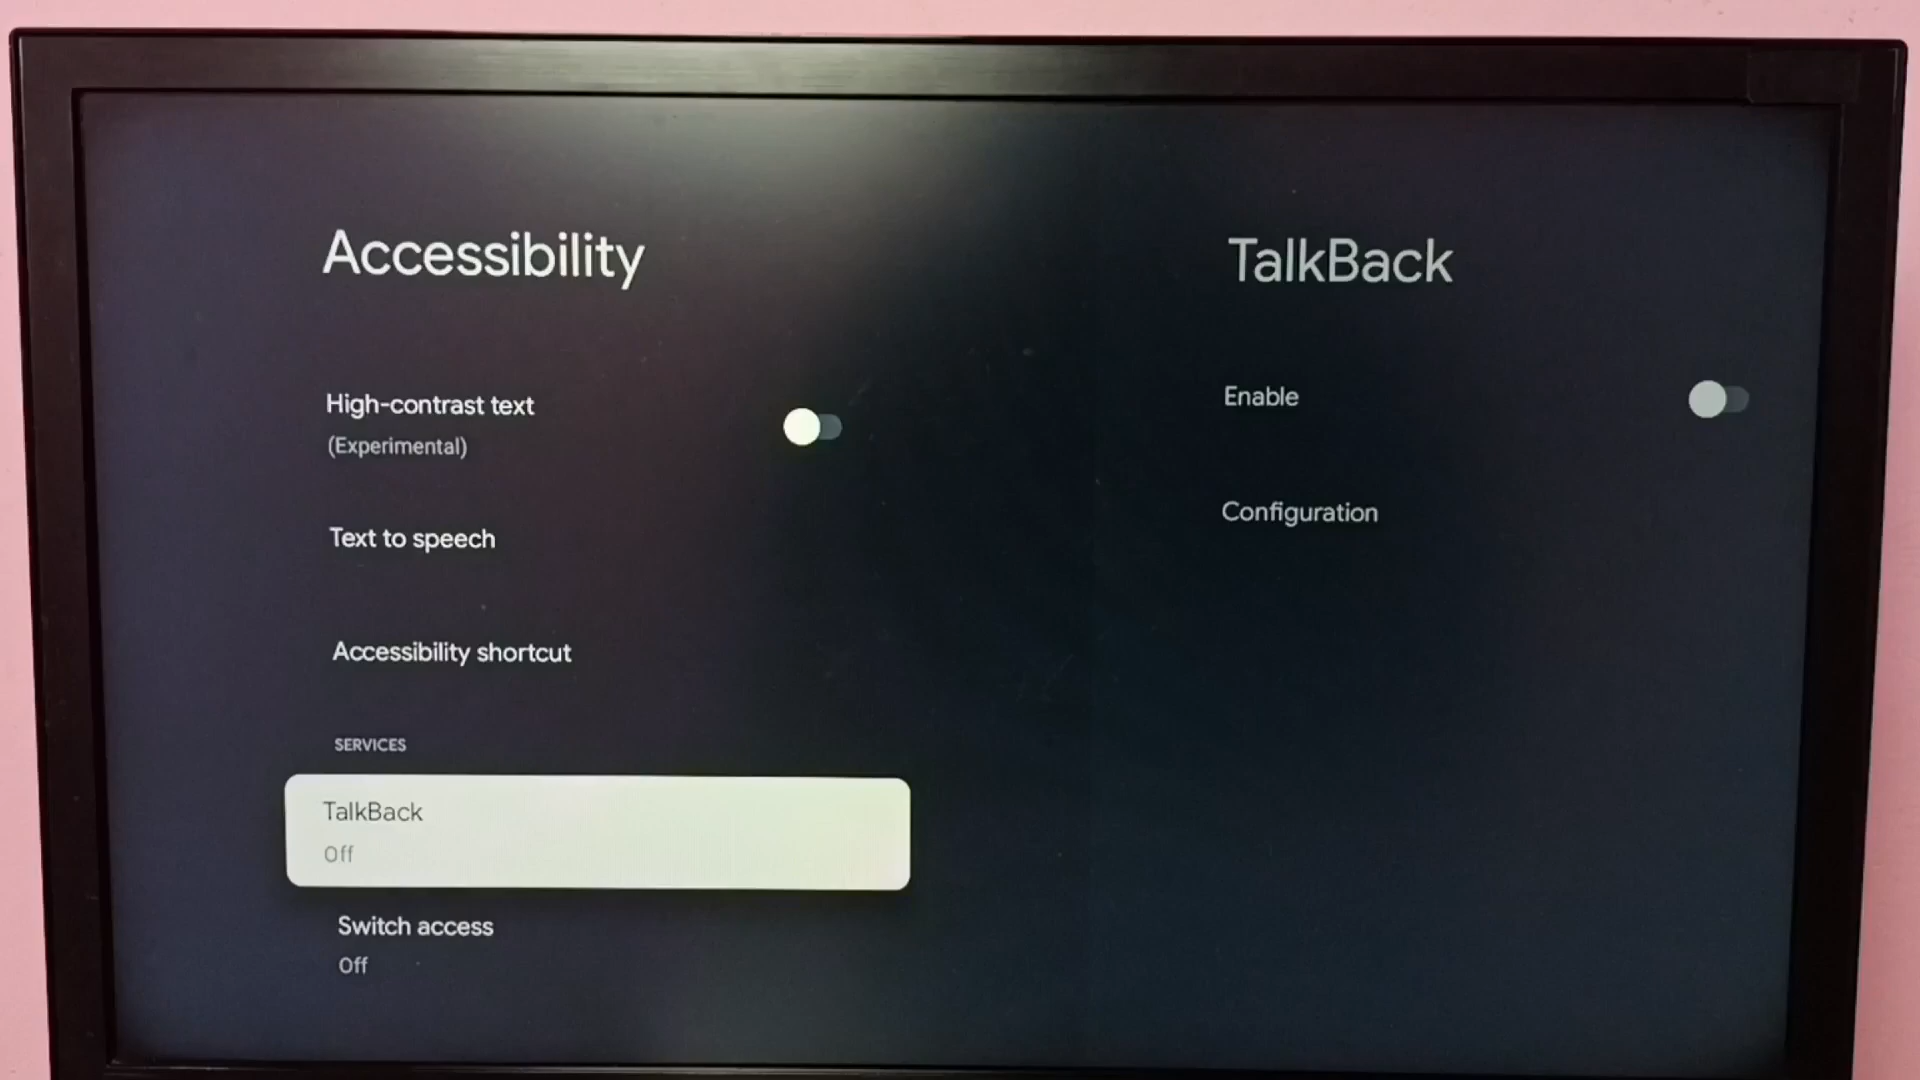 Accessibility
High-contrast text
(Experimental)
Text to speech
Accessibility shortcut
SERVICES
TalkBack
Off
Switch access
Off
TalkBack
Enable
Configuration